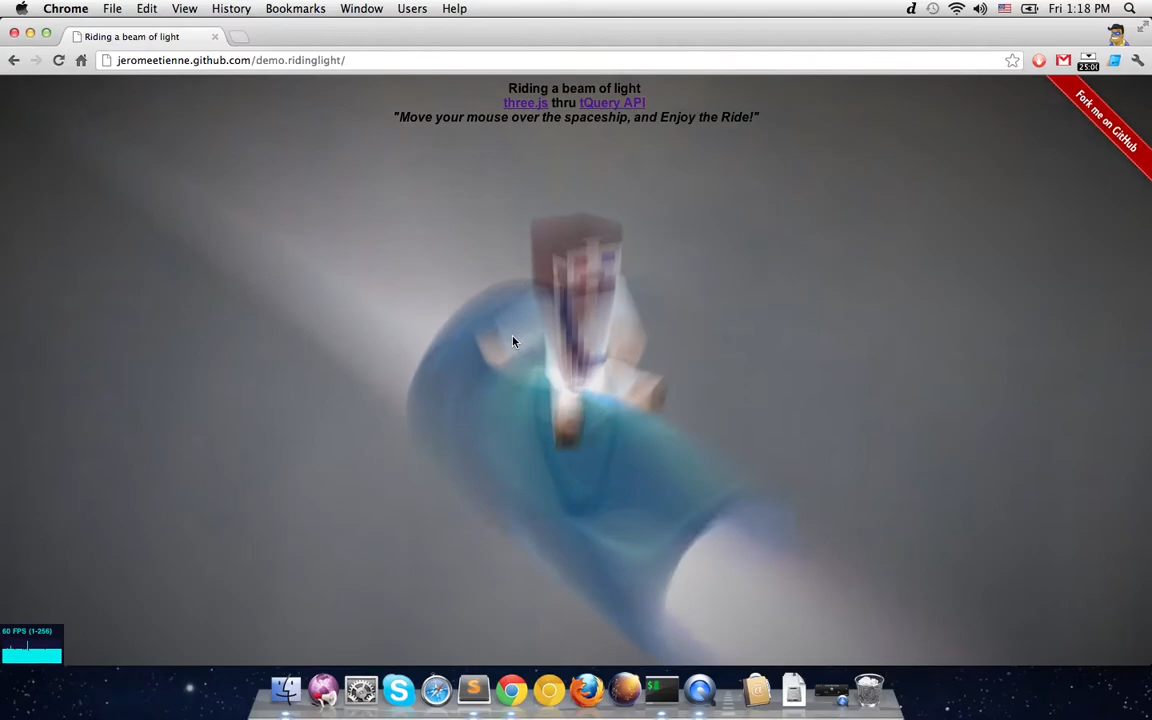 Chrome File Edit View History Bookmarks Window Users Help d Fri 1:18 PM
Riding a beam of light
jeromeetienne.github.com/demo.ridinglight/
25:00
Riding a beam of light
three.js thru tQuery API
"Move your mouse over the spaceship, and Enjoy the Ride!"
Fork me on GitHub
60 FPS (1-256)